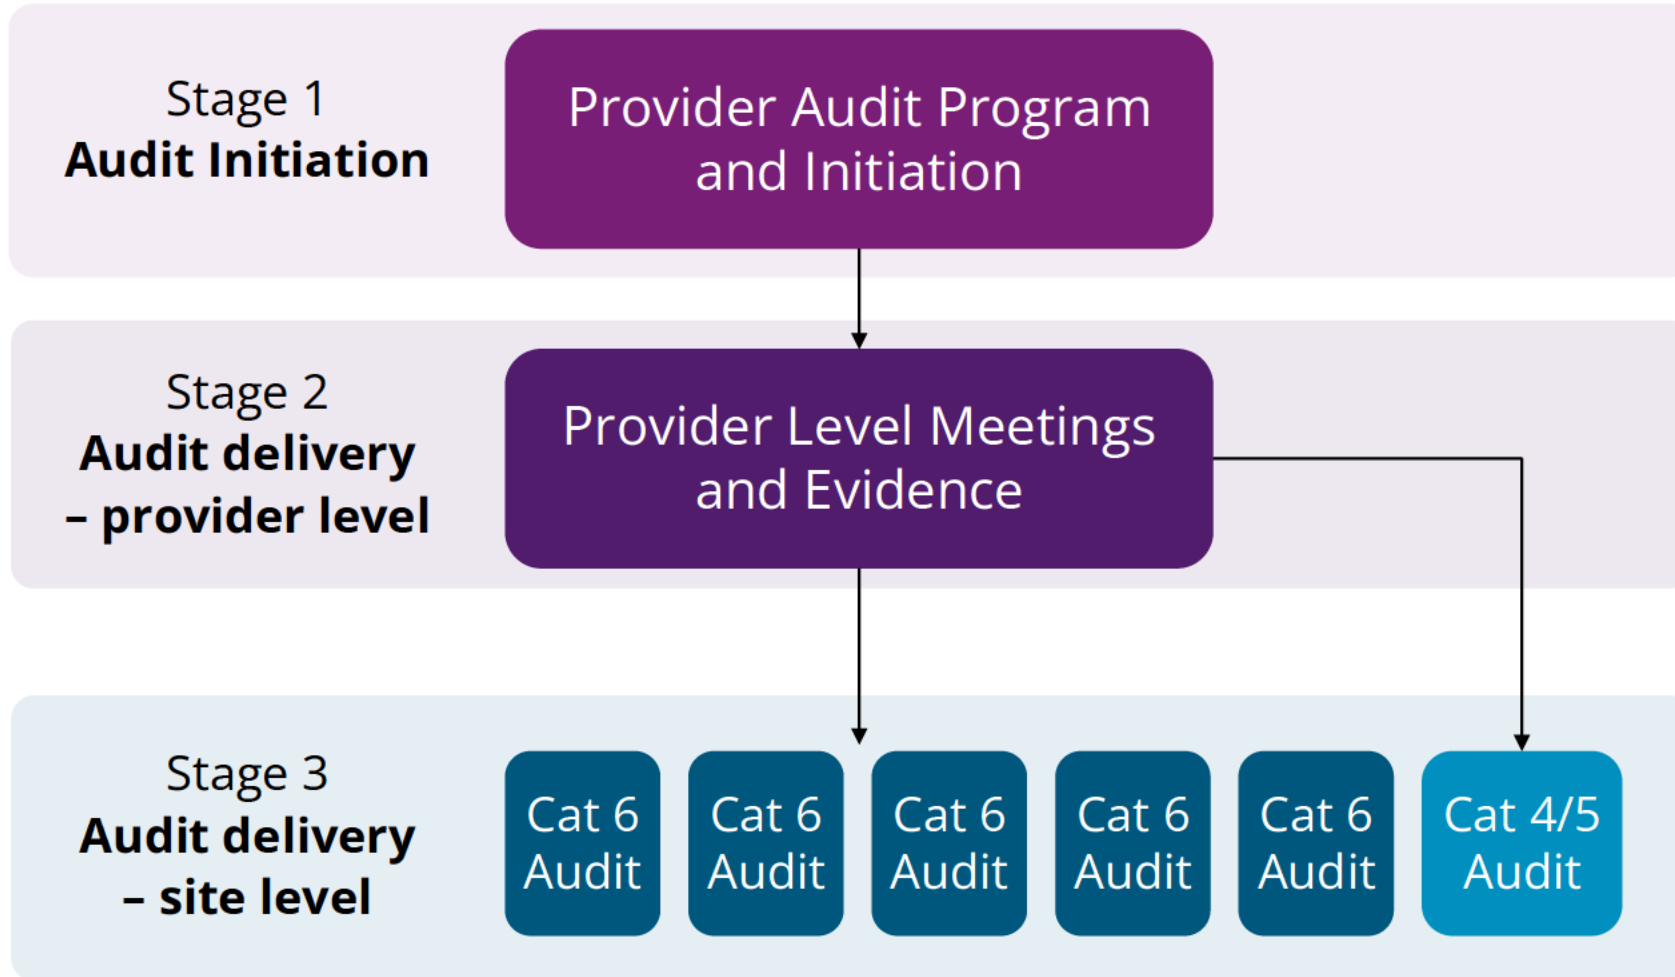 Stage 1
Audit Initiation
Provider Audit Program
and Initiation
Stage 2
Audit delivery
– provider level
Provider Level Meetings
and Evidence
Stage 3
Audit delivery
– site level
Cat 6
Audit
Cat 6
Audit
Cat 6
Audit
Cat 6
Audit
Cat 6
Audit
Cat 4/5
Audit